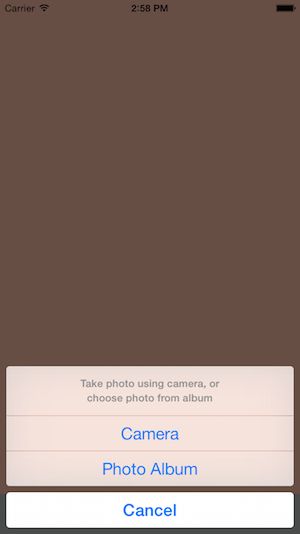 Carrier 2:58 PM
Take photo using camera, or
choose photo from album
Camera
Photo Album
Cancel